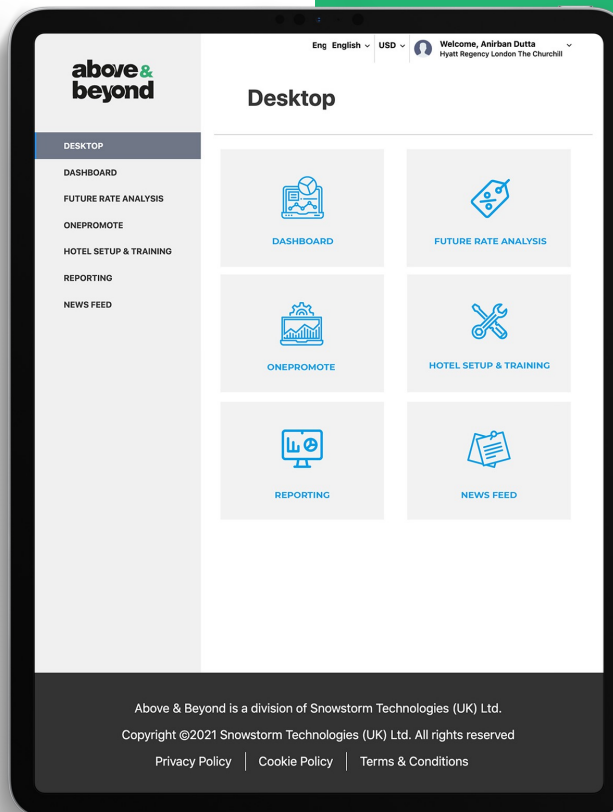 Eng English USD Welcome, Anirban Dutta
Hyatt Regency London The Churchill
above&
beyond
Desktop
DESKTOP
DASHBOARD
FUTURE RATE ANALYSIS
ONEPROMOTE
HOTEL SETUP & TRAINING
REPORTING
NEWS FEED
DASHBOARD
FUTURE RATE ANALYSIS
ONEPROMOTE
HOTEL SETUP & TRAINING
REPORTING
NEWS FEED
Above & Beyond is a division of Snowstorm Technologies (UK) Ltd.
Copyright ©2021 Snowstorm Technologies (UK) Ltd. All rights reserved
Privacy Policy | Cookie Policy | Terms & Conditions